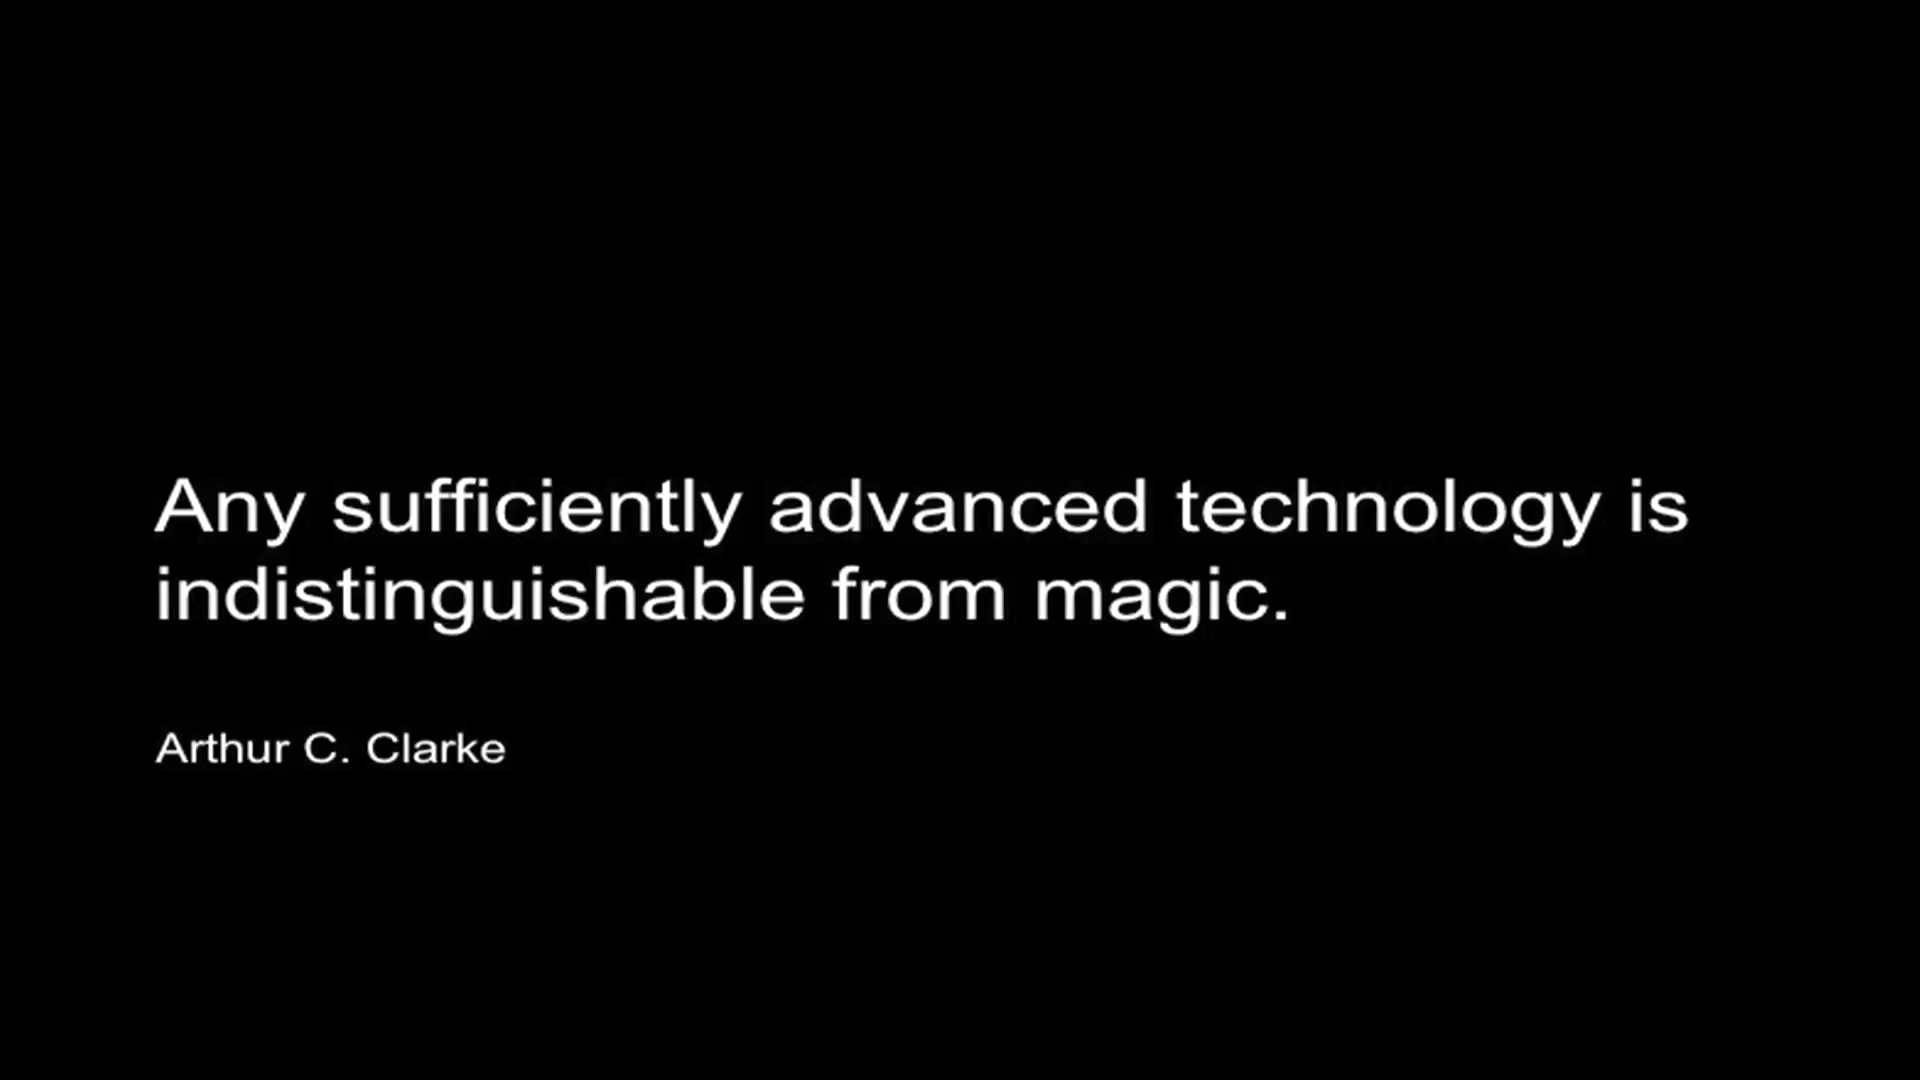 Any sufficiently advanced technology is
indistinguishable from magic.
Arthur C. Clarke